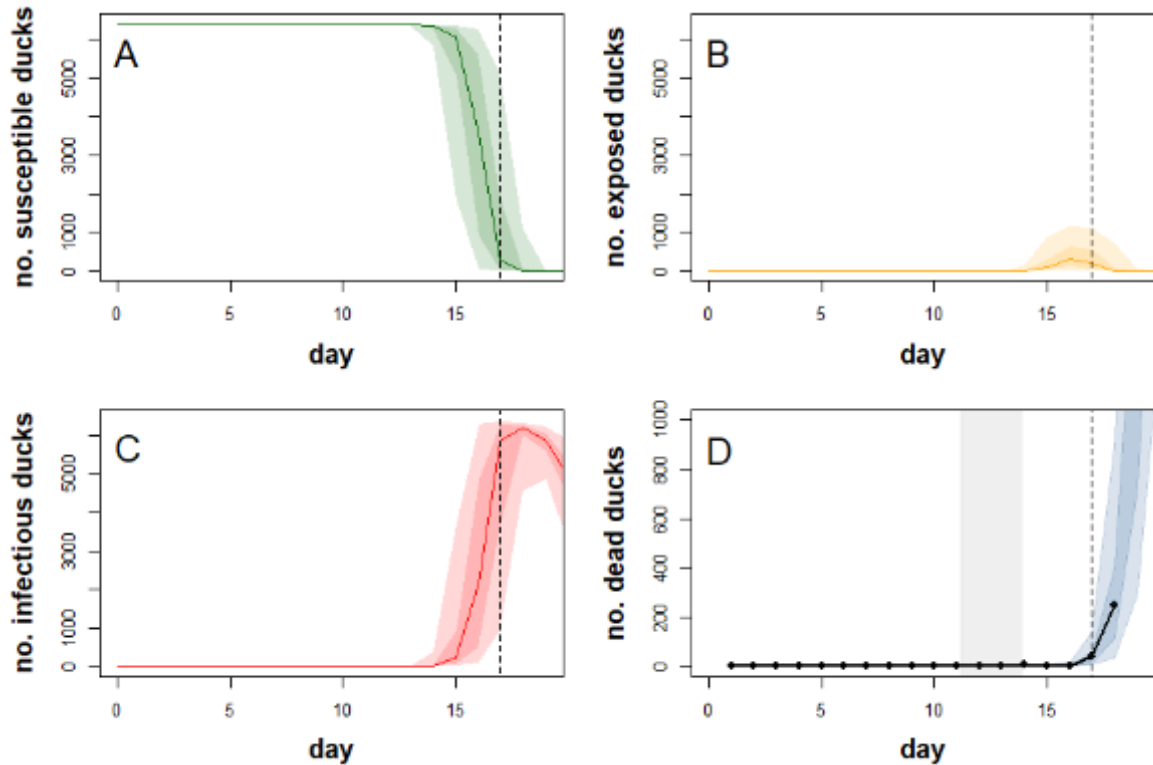 A
no. susceptible ducks
0 1000 3000 5000
0 5 10 15
day
B
no. exposed ducks
0 1000 3000 5000
0 5 10 15
day
C
no. infectious ducks
0 1000 3000 5000
0 5 10 15
day
D
no. dead ducks
0 200 400 600 800 1000
0 5 10 15
day